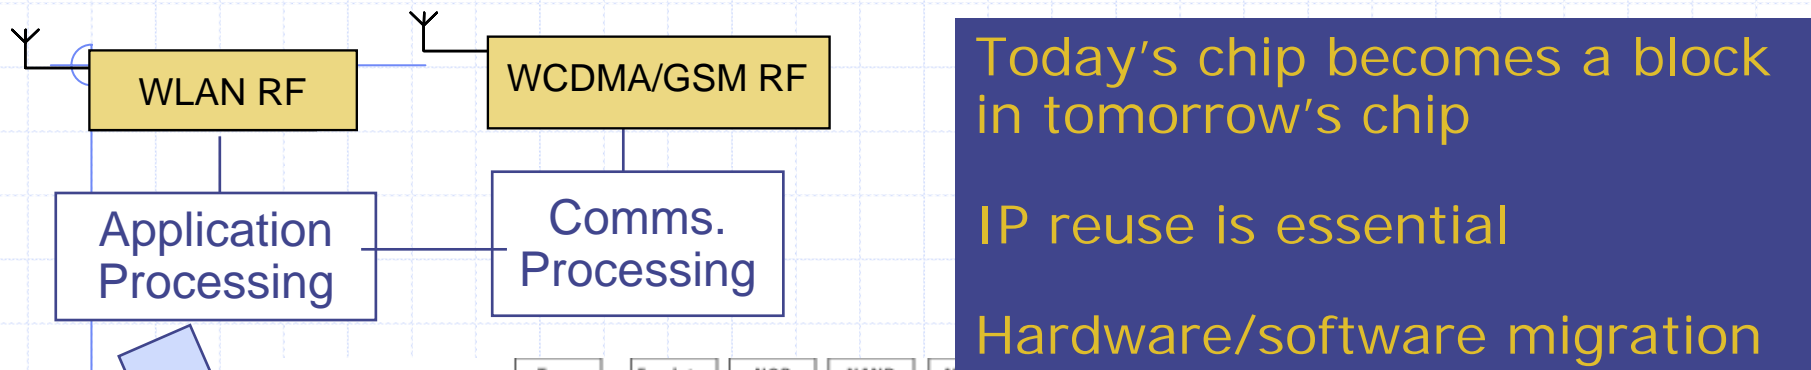 WLAN RF
WCDMA/GSM RF
Application
Processing
Comms.
Processing
Today's chip becomes a block
in tomorrow's chip
IP reuse is essential
Hardware/software migration